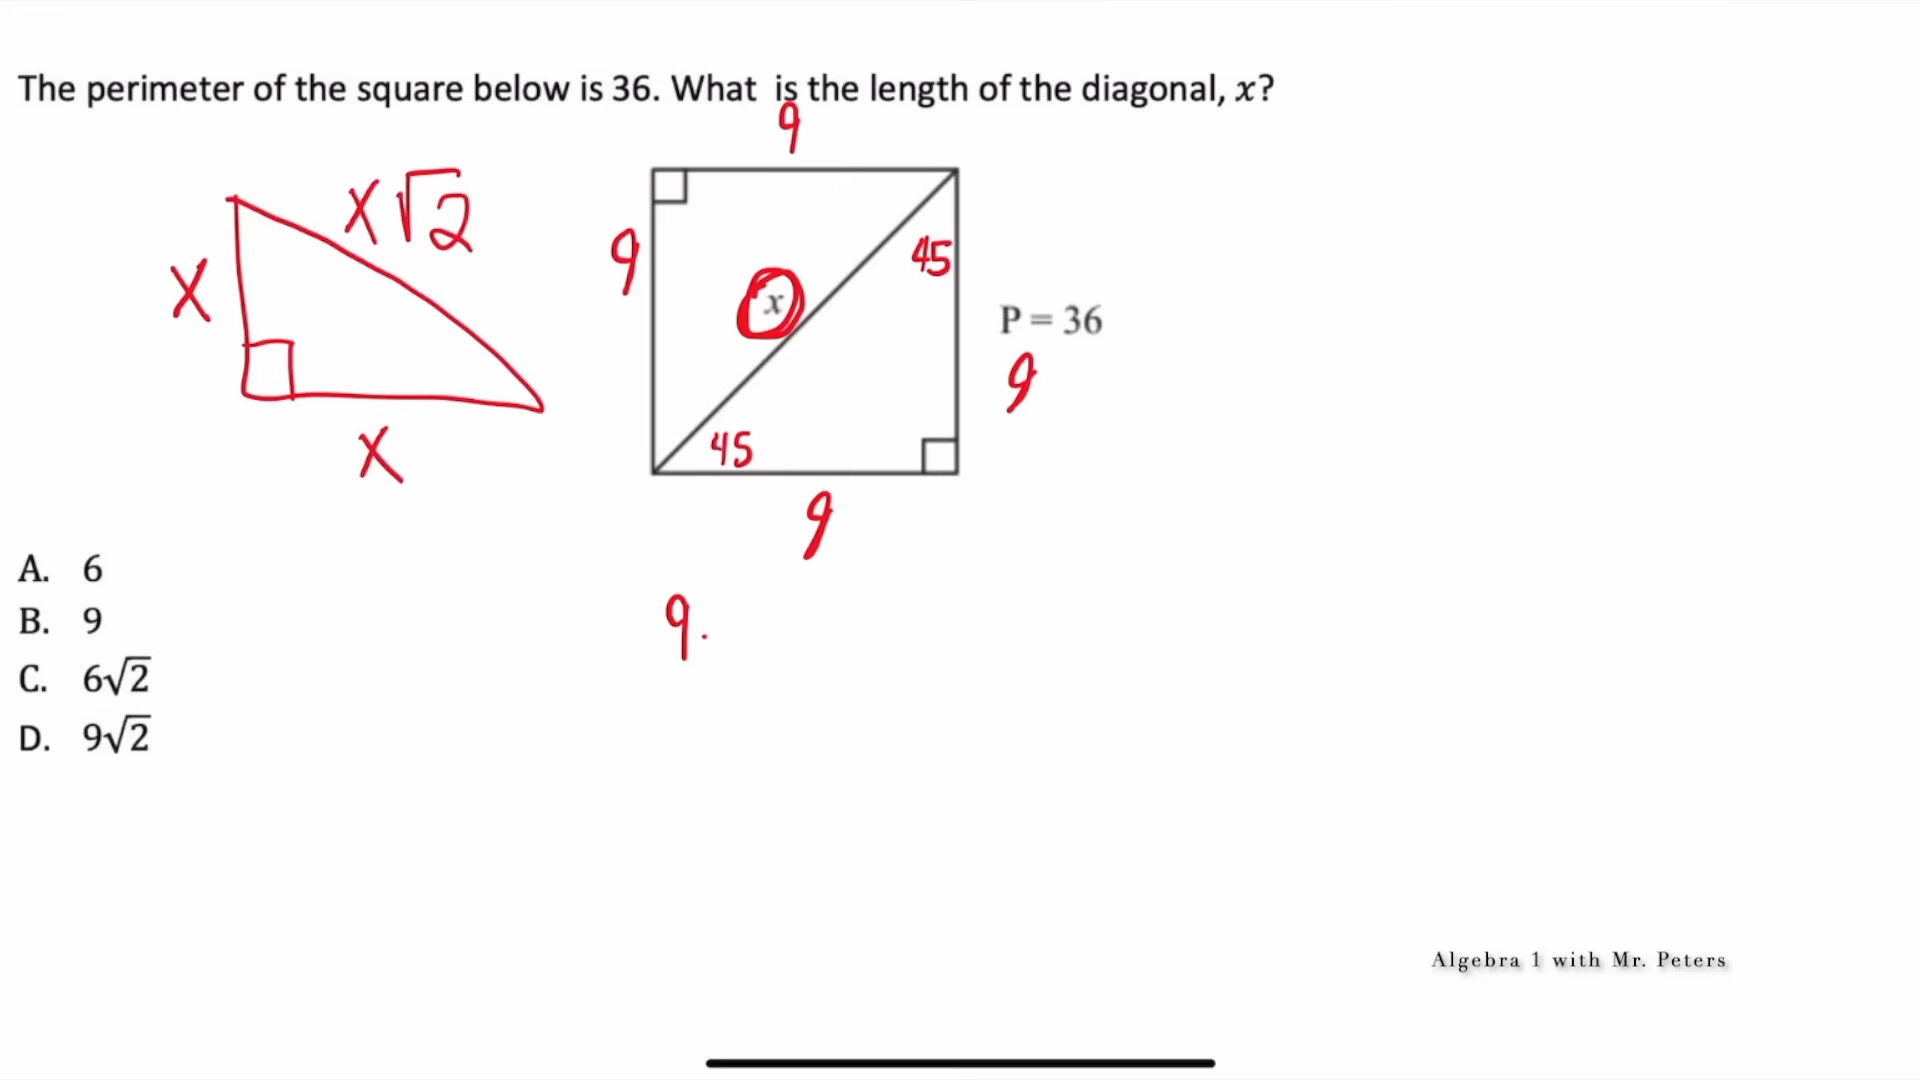 The perimeter of the square below is 36. What is the length of the diagonal, x?
9
x√2
x
9
x
45
P = 36
9
x
45
9
A. 6
B. 9
9.
C. 6√2
D. 9√2
Algebra 1 with Mr. Peters